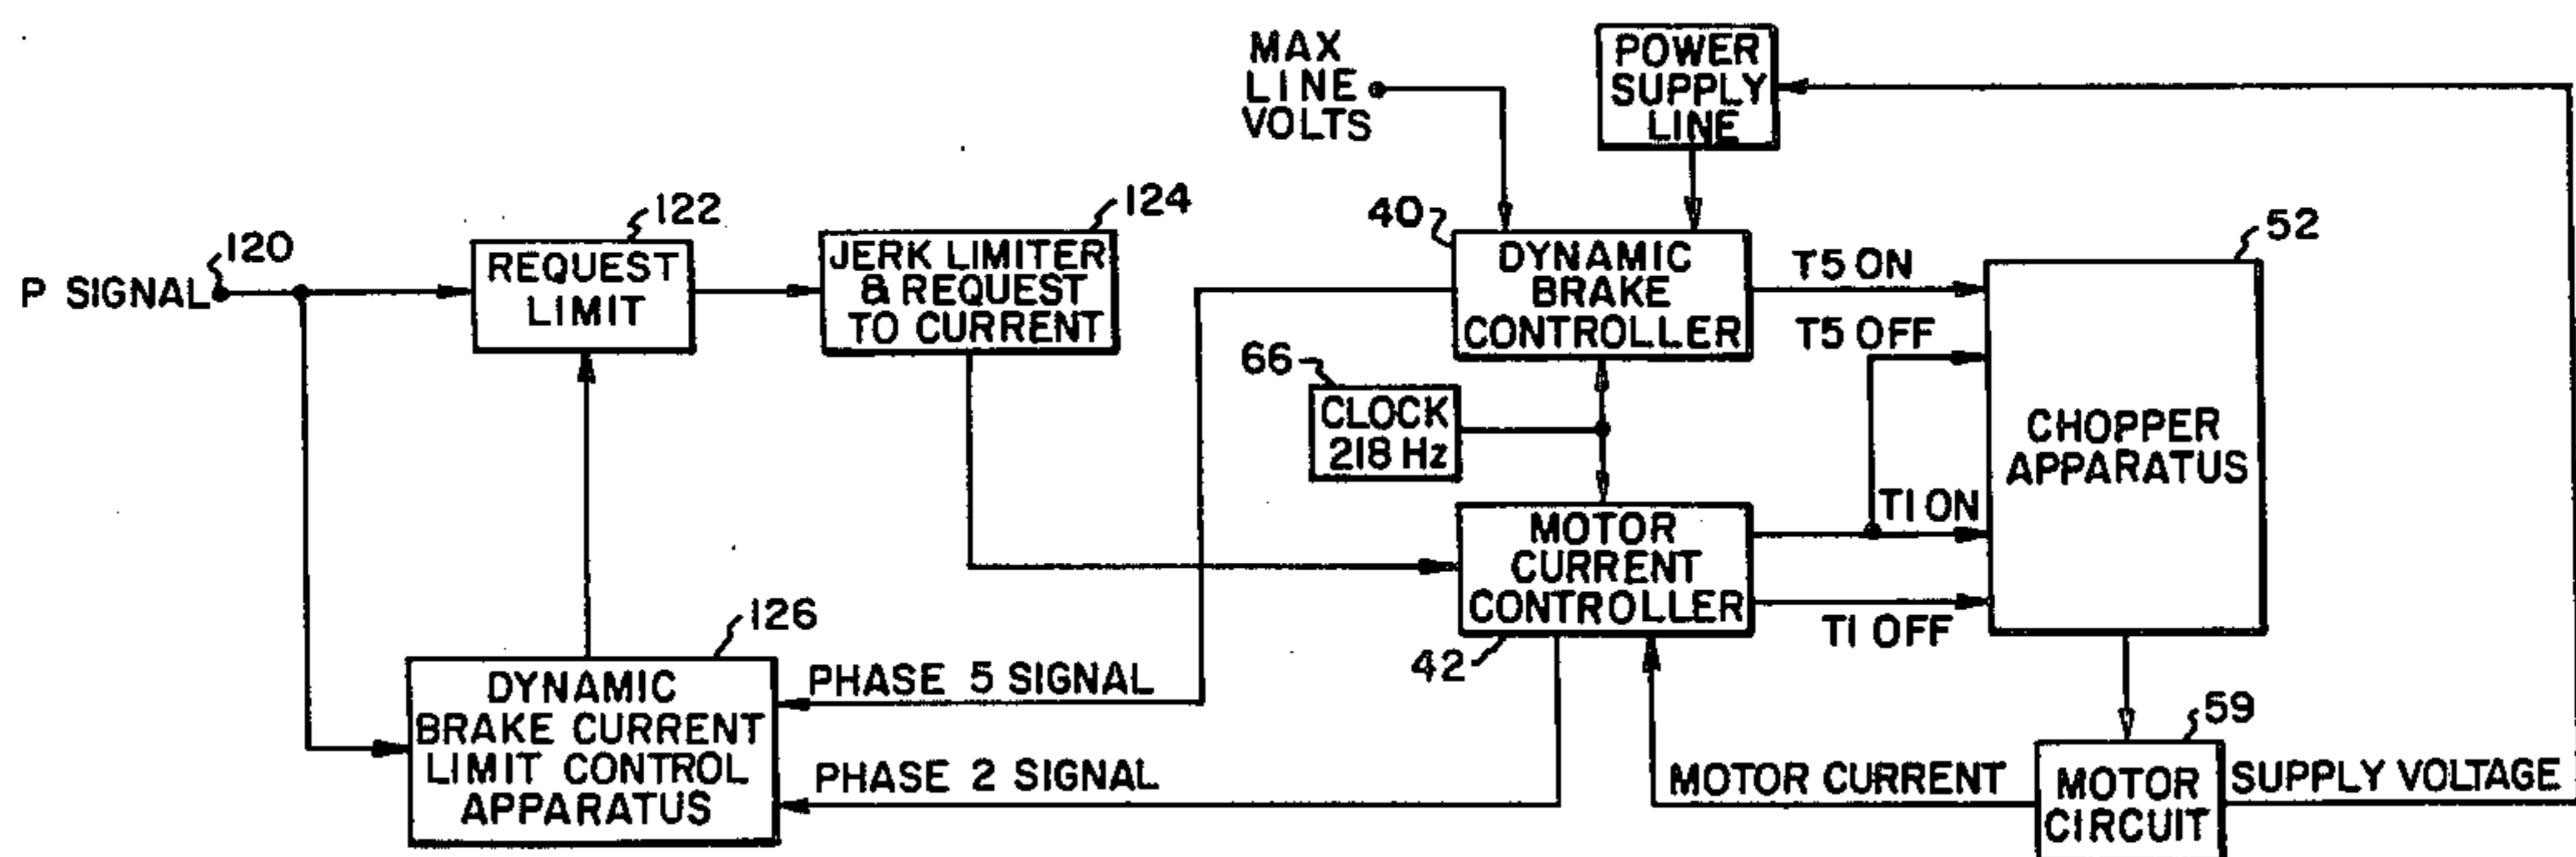 MAX
LINE
VOLTS
POWER
SUPPLY
LINE
P SIGNAL
120
122
REQUEST
LIMIT
124
JERK LIMITER
& REQUEST
TO CURRENT
40
DYNAMIC
BRAKE
CONTROLLER
T5 ON
T5 OFF
52
CHOPPER
APPARATUS
66
CLOCK
218 Hz
T1 ON
T1 OFF
MOTOR
CURRENT
CONTROLLER
42
126
DYNAMIC
BRAKE CURRENT
LIMIT CONTROL
APPARATUS
PHASE 5 SIGNAL
PHASE 2 SIGNAL
MOTOR CURRENT
59
MOTOR
CIRCUIT
SUPPLY VOLTAGE